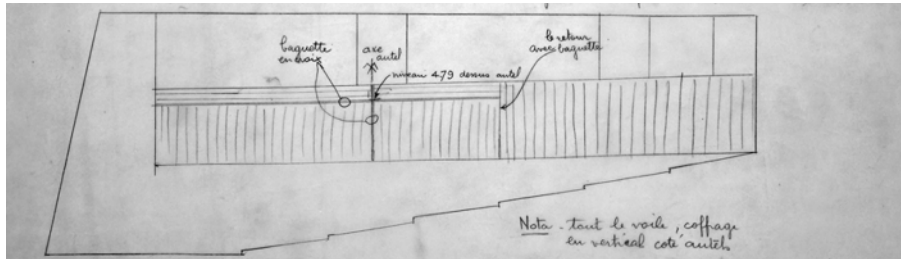 baguette
en croix
axe
autel
niveau 4.79 dessus autel
le retour
avec baguette
Nota - tout le voile, coffrage
en vertical coté autels